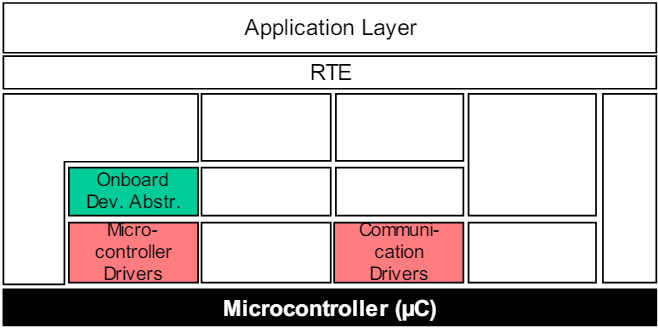 Application Layer
RTE
Onboard
Dev. Abstr.
Micro-
controller
Drivers
Communi-
cation
Drivers
Microcontroller (µC)